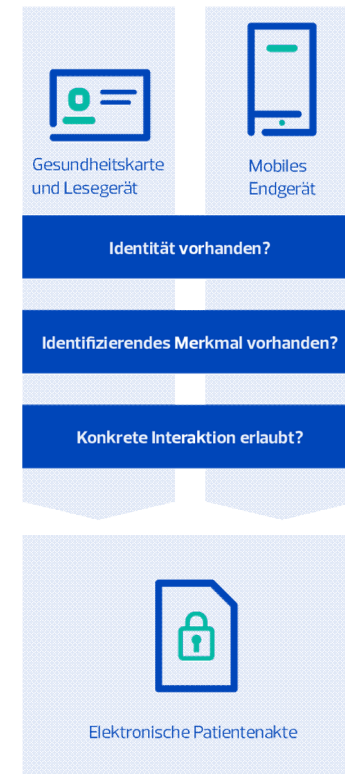 Gesundheitskarte
und Lesegerät
Mobiles
Endgerät
Identität vorhanden?
Identifizierendes Merkmal vorhanden?
Konkrete Interaktion erlaubt?
Elektronische Patientenakte